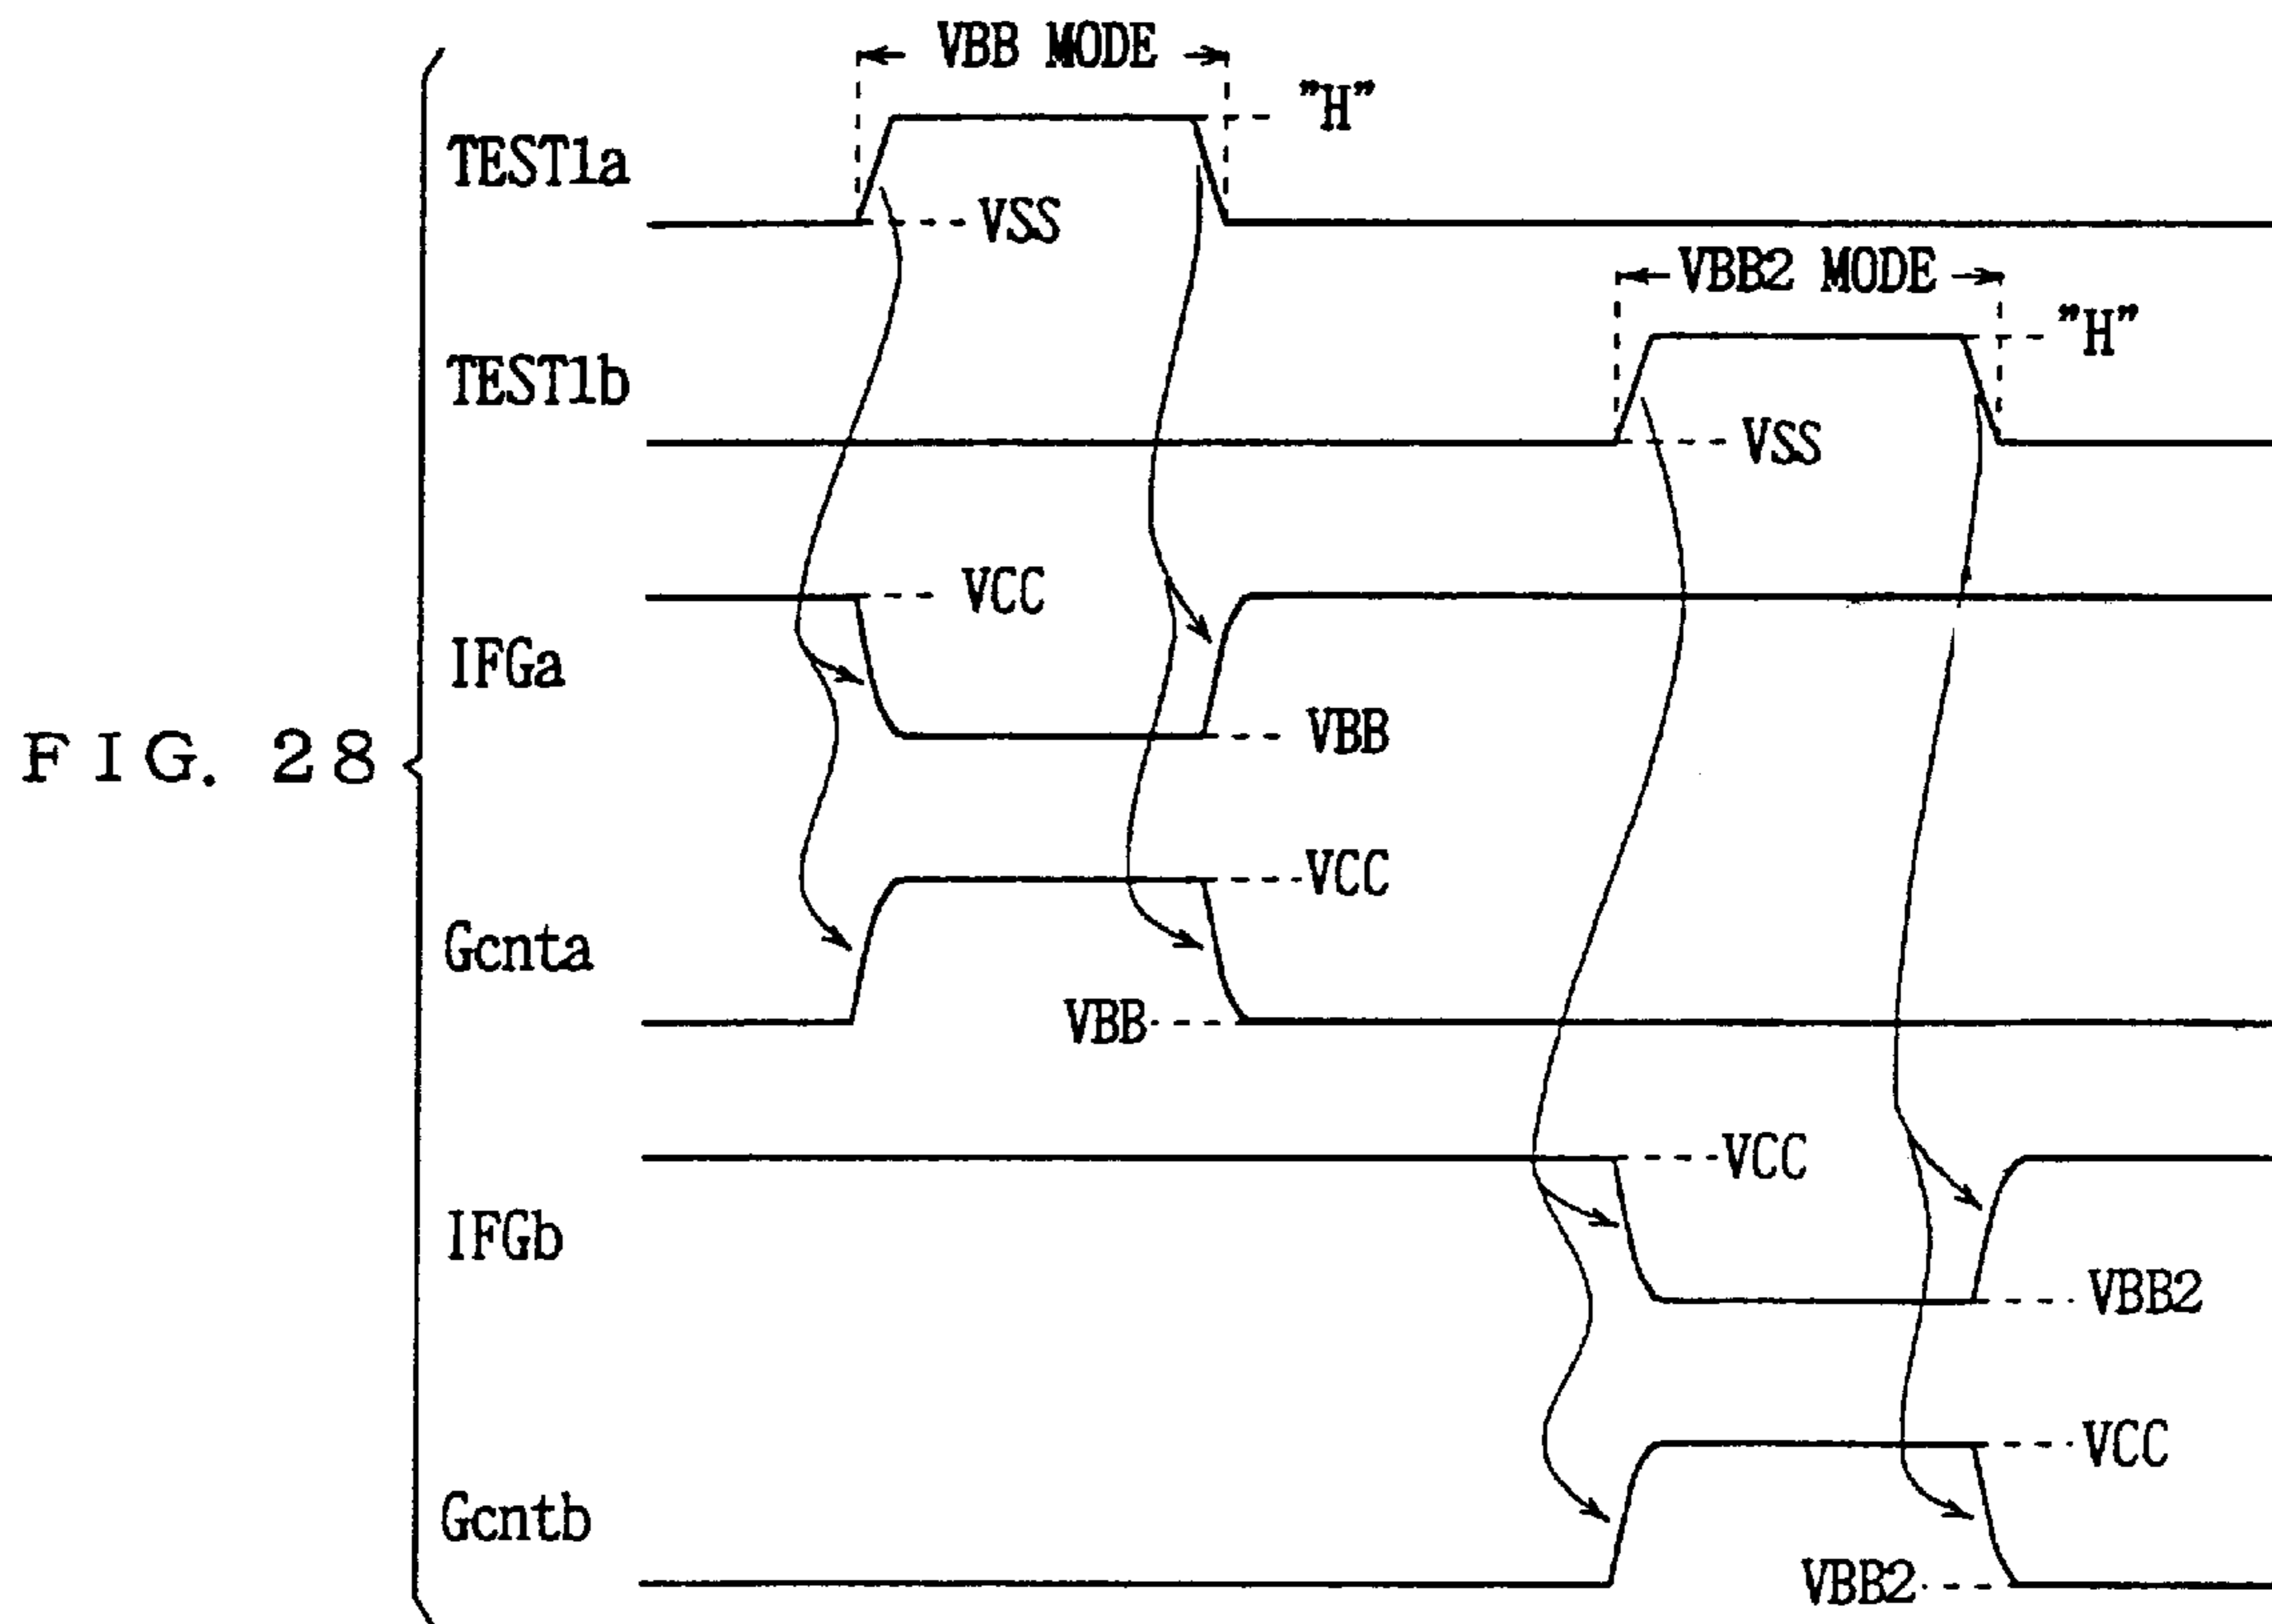 VBB MODE
"H"
TEST1a
VSS
VBB2 MODE
"H"
TEST1b
VSS
VCC
IFGa
VBB
FIG. 28
VCC
Gcnta
VBB
VCC
IFGb
VBB2
VCC
Gcntb
VBB2